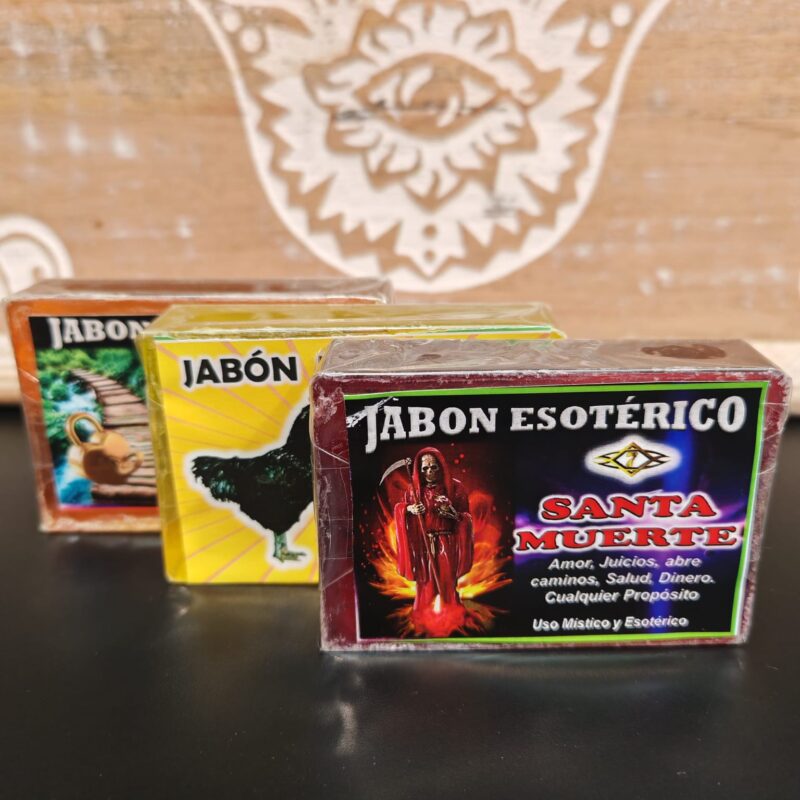 JABON
JABÓN
JABON ESOTÉRICO
SANTA
MUERTE
Amor, Juicios, abre
caminos, Salud, Dinero.
Cualquier Propósito
Uso Místico y Esotérico